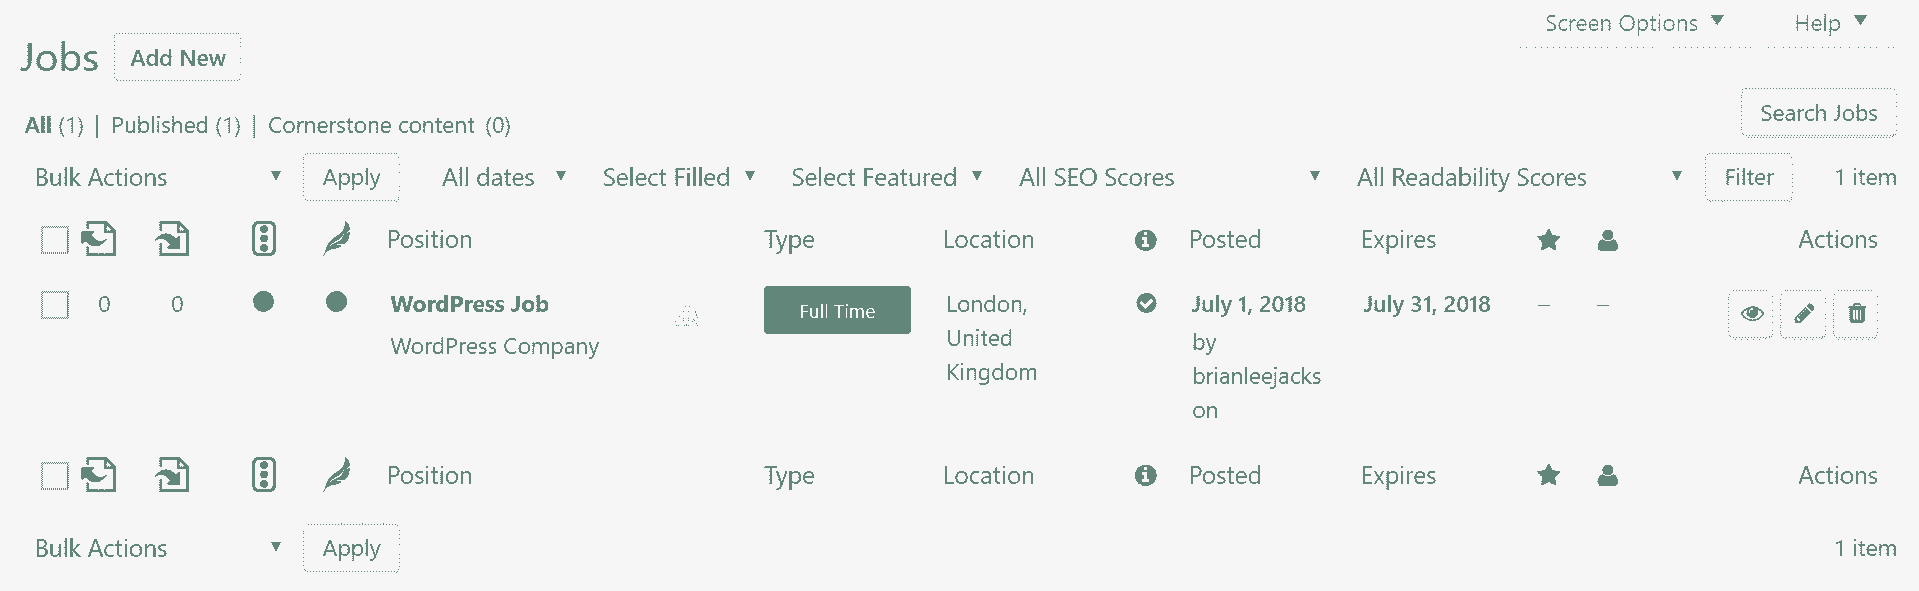 Screen Options ▼ Help ▼
Jobs Add New
Search Jobs
All (1) | Published (1) | Cornerstone content (0)
Bulk Actions ▼ Apply All dates ▼ Select Filled ▼ Select Featured ▼ All SEO Scores ▼ All Readability Scores ▼ Filter 1 item
Position Type Location Posted Expires Actions
0 0 WordPress Job Full Time London, July 1, 2018 July 31, 2018 – –
WordPress Company United by
Kingdom brianleejacks
on
Position Type Location Posted Expires Actions
Bulk Actions ▼ Apply 1 item